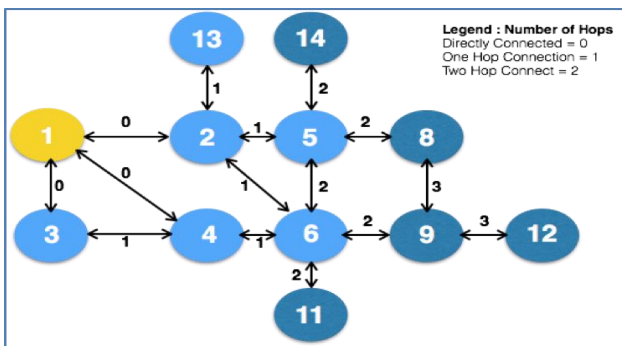 Legend : Number of Hops
Directly Connected = 0
One Hop Connection = 1
Two Hop Connect = 2
13 14
1 2
1 0 2 1 5 2 8
0 0 1 2 3
3 1 4 1 6 2 9 3 12
2
11